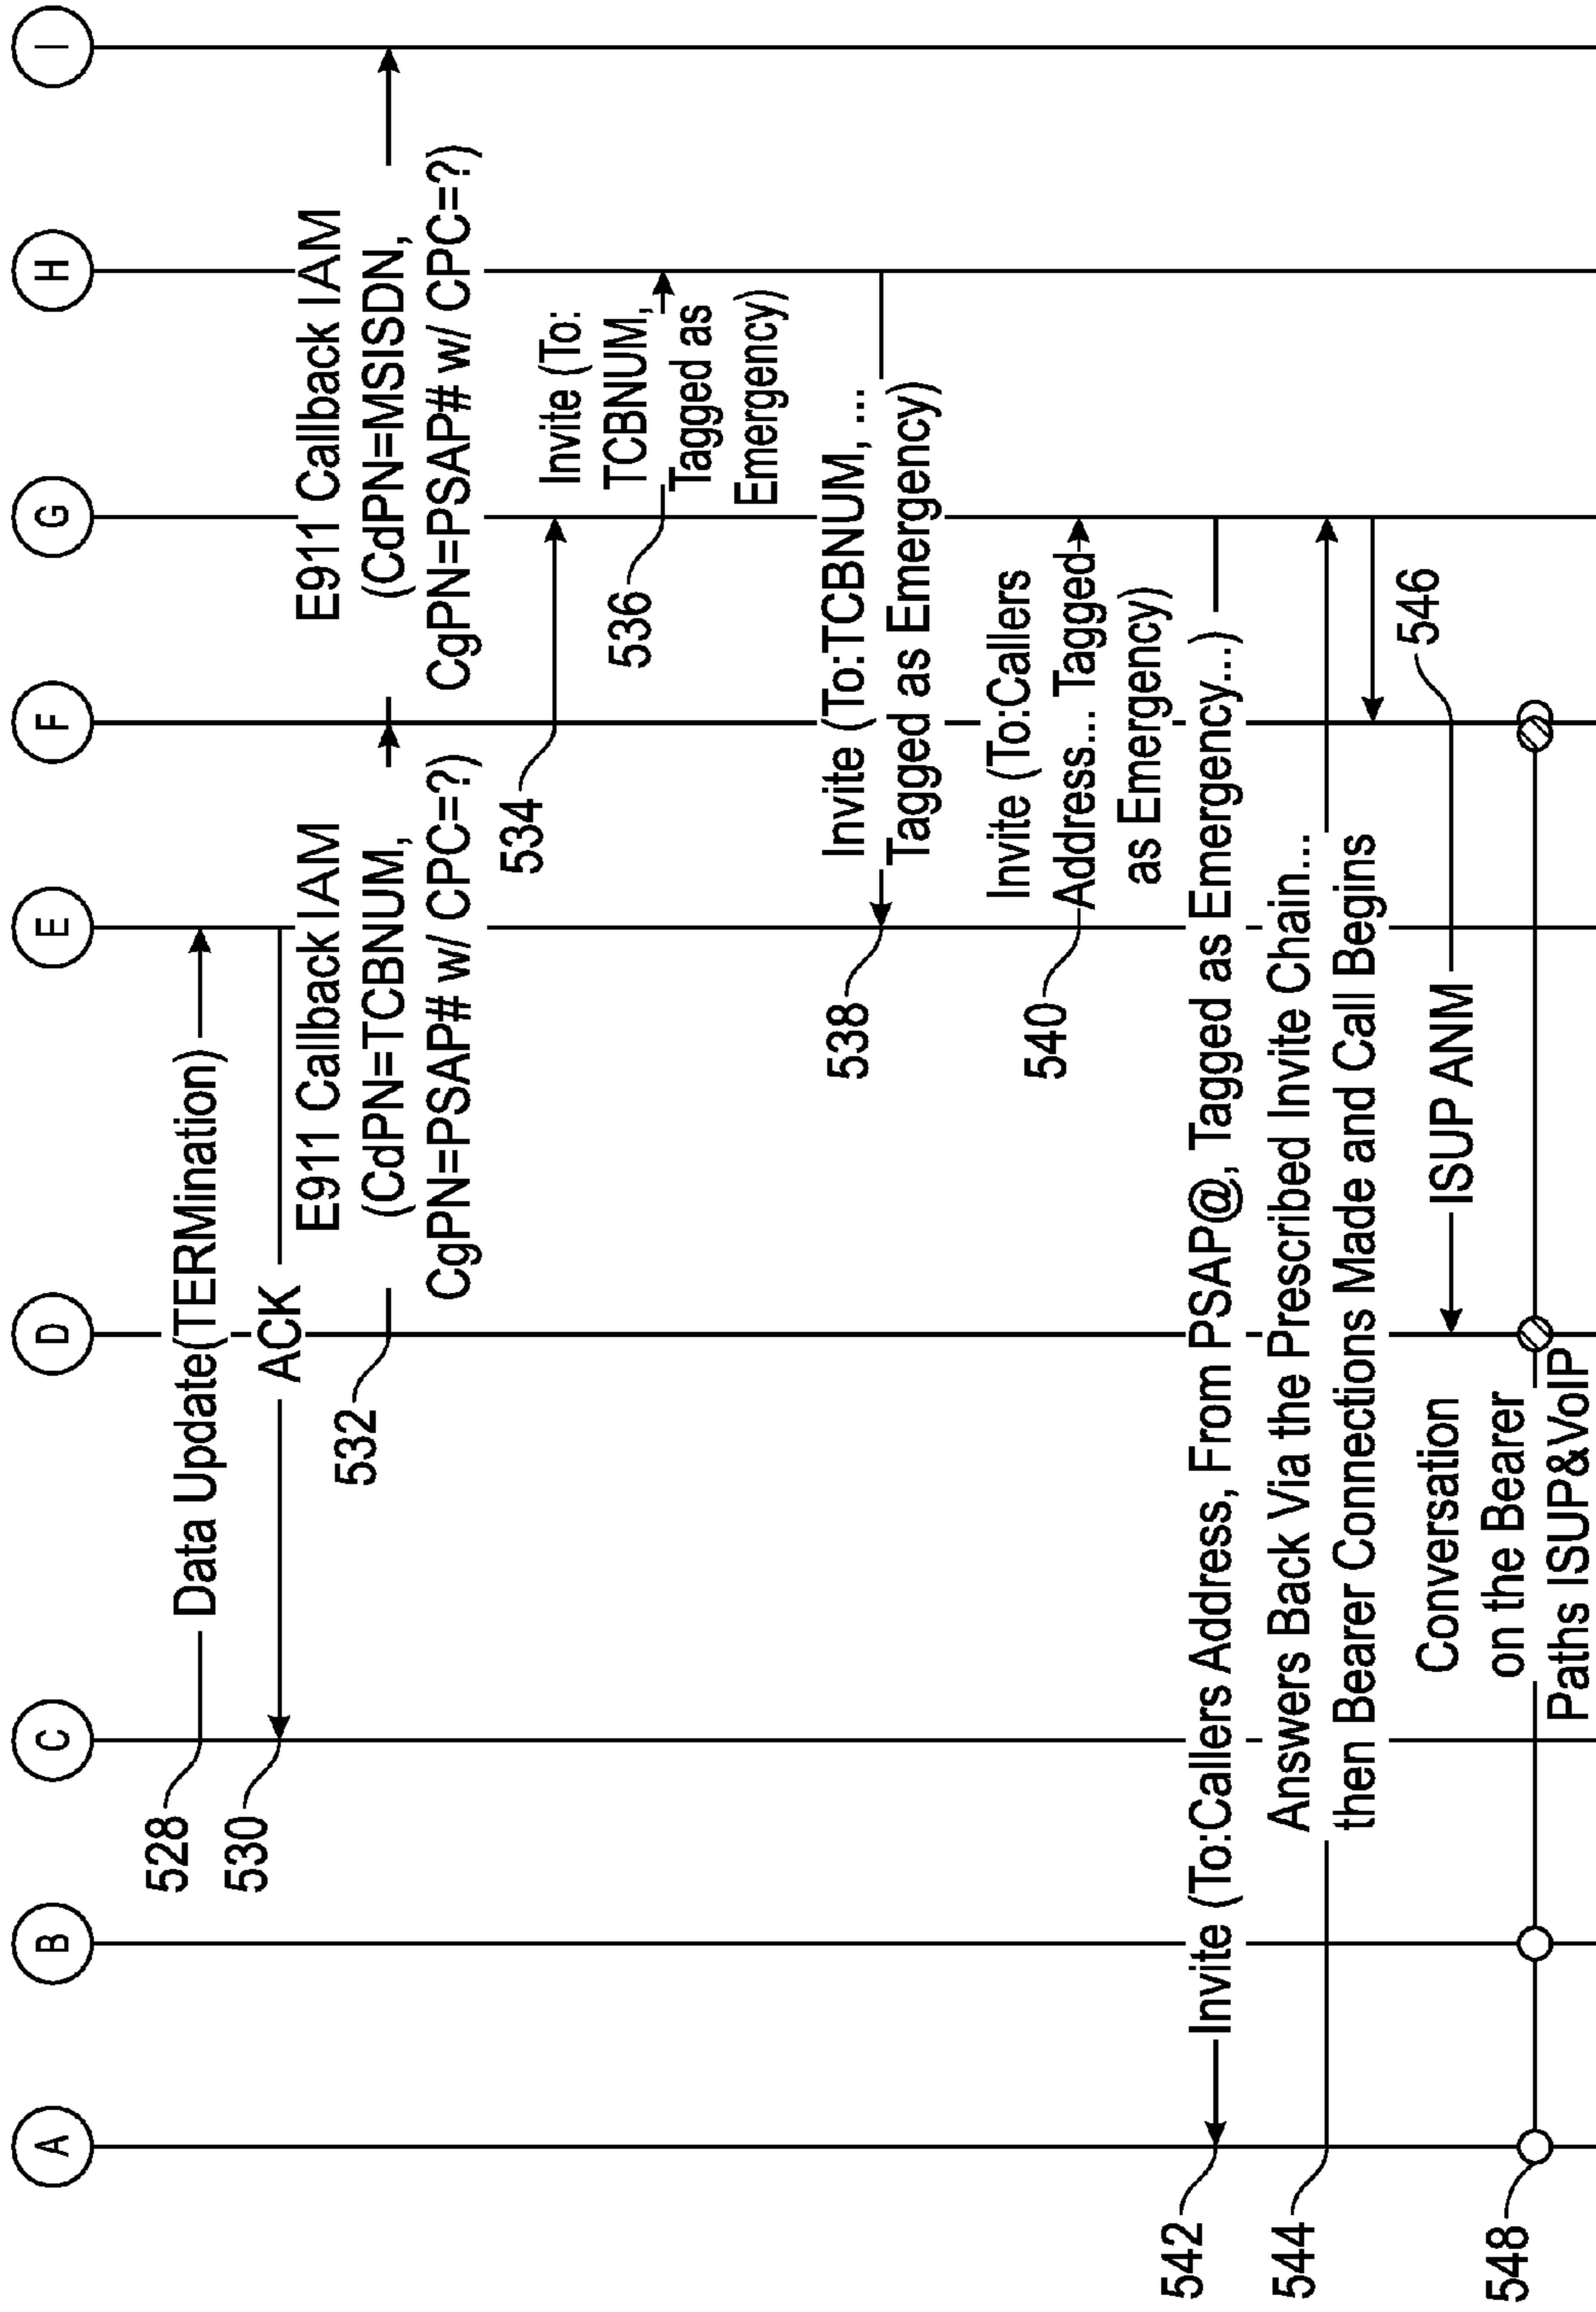 A
B
C
D
E
F
G
H
I
528
Data Update(TERMination)
530
ACK
532
E911 Callback IAM
(CdPN=TCBNUM,
CgPN=PSAP# w/ CPC=?)
E911 Callback IAM
(CdPN=MSISDN,
CgPN=PSAP# w/ CPC=?)
534
536
Invite (To:
TCBNUM,
Tagged as
Emergency)
538
Invite (To:TCBNUM, ...
Tagged as Emergency)
540
Invite (To:Callers
Address... Tagged
as Emergency)
542
Invite (To:Callers Address, From PSAP@, Tagged as Emergency...)
544
Answers Back Via the Prescribed Invite Chain...
then Bearer Connections Made and Call Begins
546
ISUP ANM
548
Conversation
on the Bearer
Paths ISUP&VoIP